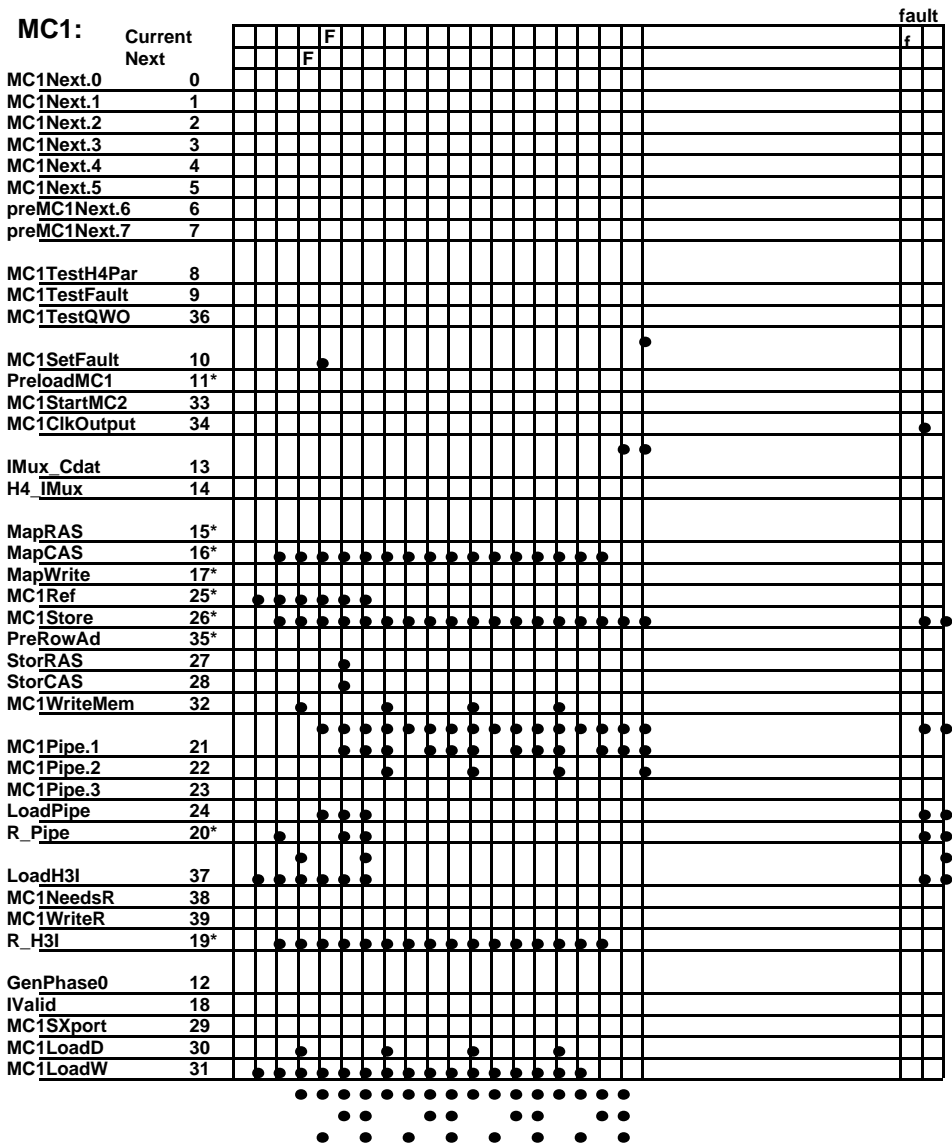 fault
MC1: Current F f
Next F
MC1Next.0 0
MC1Next.1 1
MC1Next.2 2
MC1Next.3 3
MC1Next.4 4
MC1Next.5 5
preMC1Next.6 6
preMC1Next.7 7
MC1TestH4Par 8
MC1TestFault 9
MC1TestQWO 36
MC1SetFault 10
PreloadMC1 11*
MC1StartMC2 33
MC1ClkOutput 34
IMux_Cdat 13
H4_IMux 14
MapRAS 15*
MapCAS 16*
MapWrite 17*
MC1Ref 25*
MC1Store 26*
PreRowAd 35*
StorRAS 27
StorCAS 28
MC1WriteMem 32
MC1Pipe.1 21
MC1Pipe.2 22
MC1Pipe.3 23
LoadPipe 24
R_Pipe 20*
LoadH3I 37
MC1NeedsR 38
MC1WriteR 39
R_H3I 19*
GenPhase0 12
IValid 18
MC1SXport 29
MC1LoadD 30
MC1LoadW 31